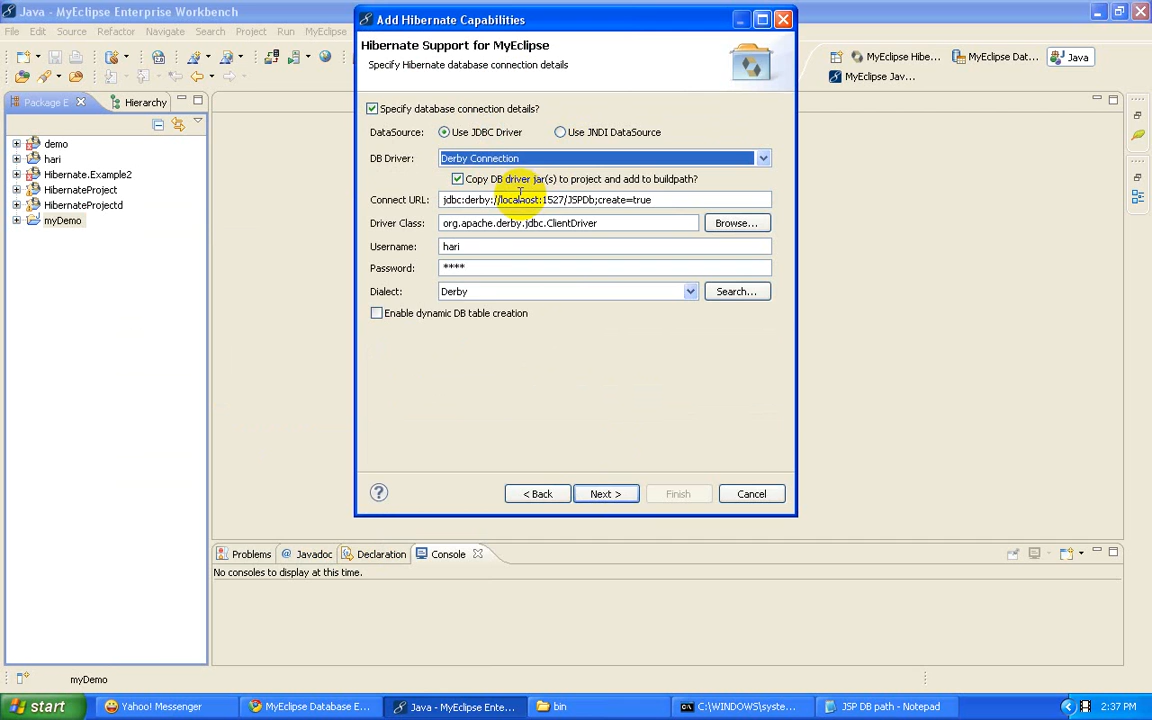 Java - MyEclipse Enterprise Workbench
File Edit Source Refactor Navigate Search Project Run MyEclipse
MyEclipse Hibe... MyEclipse Dat... Java
MyEclipse Jav...
Package E Hierarchy
demo
hari
Hibernate.Example2
HibernateProject
HibernateProjectd
myDemo
Add Hibernate Capabilities
Hibernate Support for MyEclipse
Specify Hibernate database connection details
Specify database connection details?
DataSource: Use JDBC Driver Use JNDI DataSource
DB Driver: Derby Connection
Copy DB driver jar(s) to project and add to buildpath?
Connect URL: jdbc:derby://localhost:1527/JSPDb;create=true
Driver Class: org.apache.derby.jdbc.ClientDriver Browse...
Username: hari
Password: ****
Dialect: Derby Search...
Enable dynamic DB table creation
? < Back Next > Finish Cancel
Problems @ Javadoc Declaration Console
No consoles to display at this time.
myDemo
start Yahoo! Messenger MyEclipse Database E... Java - MyEclipse Ente... bin C:\WINDOWS\syste... JSP DB path - Notepad 2:37 PM